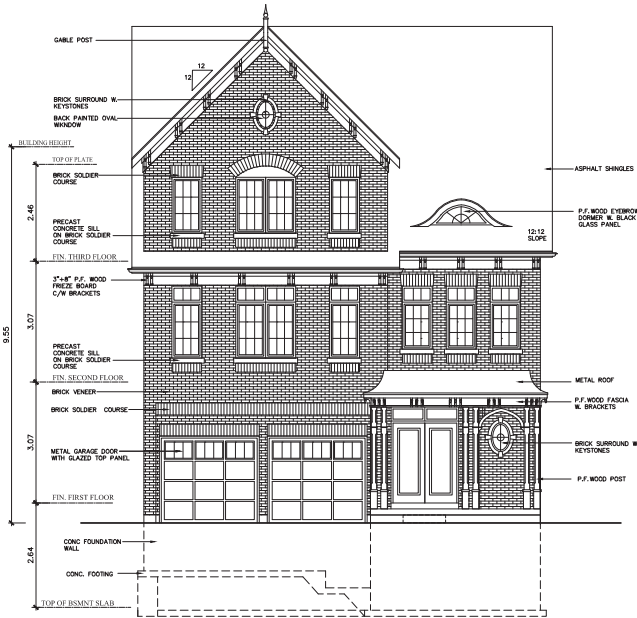 GABLE POST
12
12
BRICK SURROUND W.
KEYSTONES
BACK PAINTED OVAL
WIKNDOW
BUILDING HEIGHT
TOP OF PLATE
BRICK SOLDIER
COURSE
ASPHALT SHINGLES
2.46
P.F.WOOD EYEBROW
DORMER W. BLACK
GLASS PANEL
PRECAST
CONCRETE SILL
ON BRICK SOLDIER
COURSE
12:12
SLOPE
FIN. THIRD FLOOR
3"+8" P.F. WOOD
FRIEZE BOARD
C/W BRACKETS
3.07
9.55
PRECAST
CONCRETE SILL
ON BRICK SOLDIER
COURSE
FIN. SECOND FLOOR
METAL ROOF
BRICK VENEER
P.F.WOOD FASCIA
W. BRACKETS
BRICK SOLDIER COURSE
3.07
BRICK SURROUND W
KEYSTONES
METAL GARAGE DOOR
WITH GLAZED TOP PANEL
P.F.WOOD POST
FIN. FIRST FLOOR
CONC FOUNDATION
WALL
2.64
CONC. FOOTING
TOP OF BSMNT SLAB